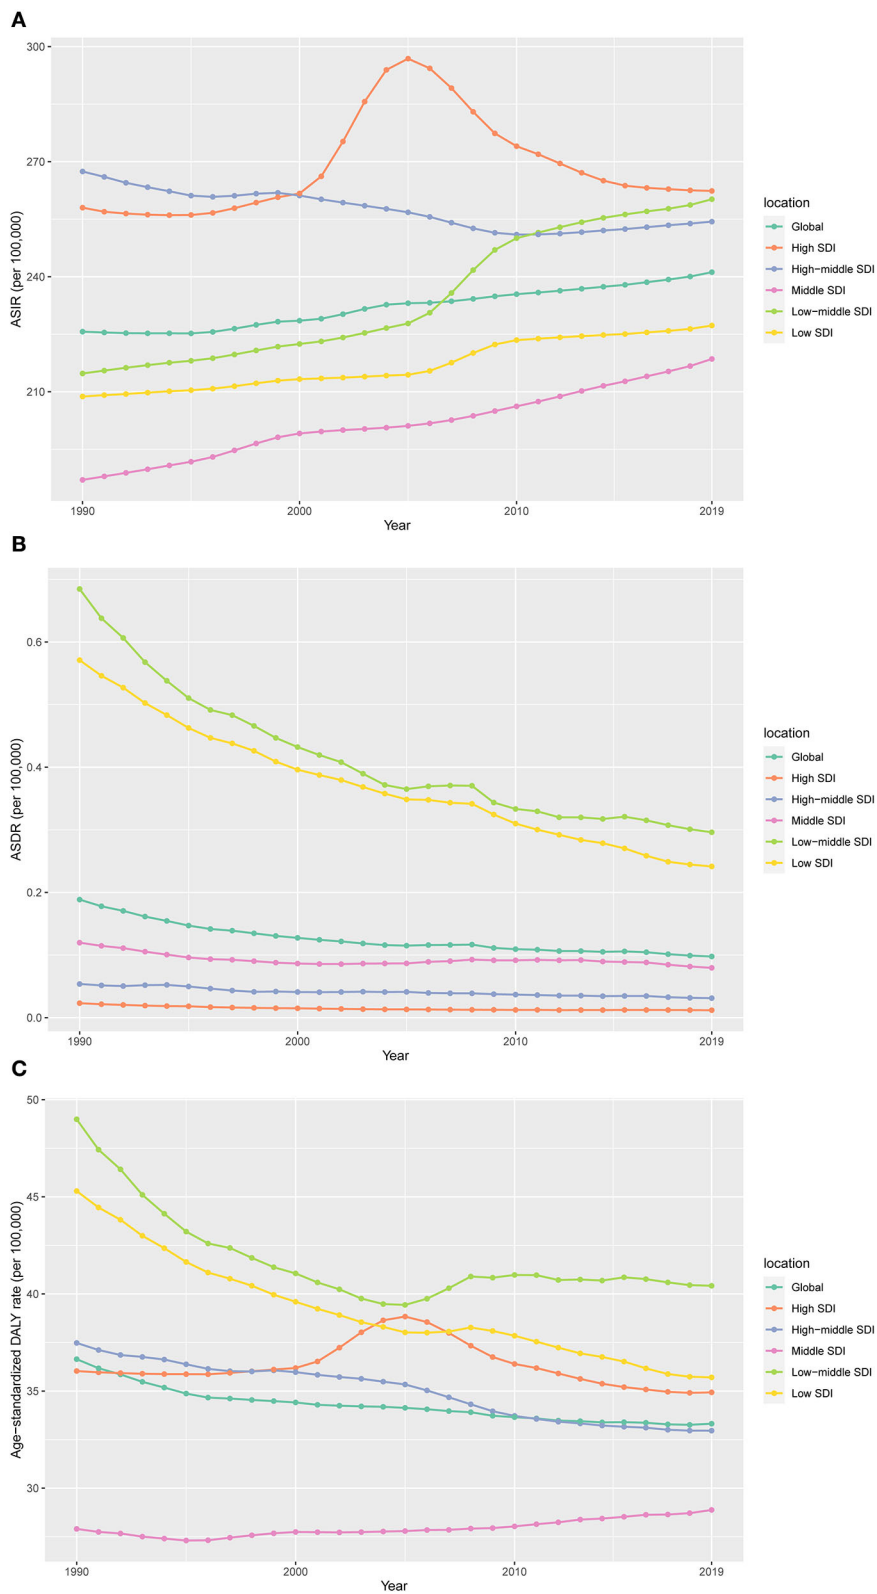 A
300
270
240
210
ASIR (per 100,000)
1990
2000
2010
2019
Year
location
Global
High SDI
High−middle SDI
Middle SDI
Low−middle SDI
Low SDI
B
0.6
0.4
0.2
0.0
ASDR (per 100,000)
1990
2000
2010
2019
Year
location
Global
High SDI
High−middle SDI
Middle SDI
Low−middle SDI
Low SDI
C
50
45
40
35
30
Age−standardized DALY rate (per 100,000)
1990
2000
2010
2019
Year
location
Global
High SDI
High−middle SDI
Middle SDI
Low−middle SDI
Low SDI